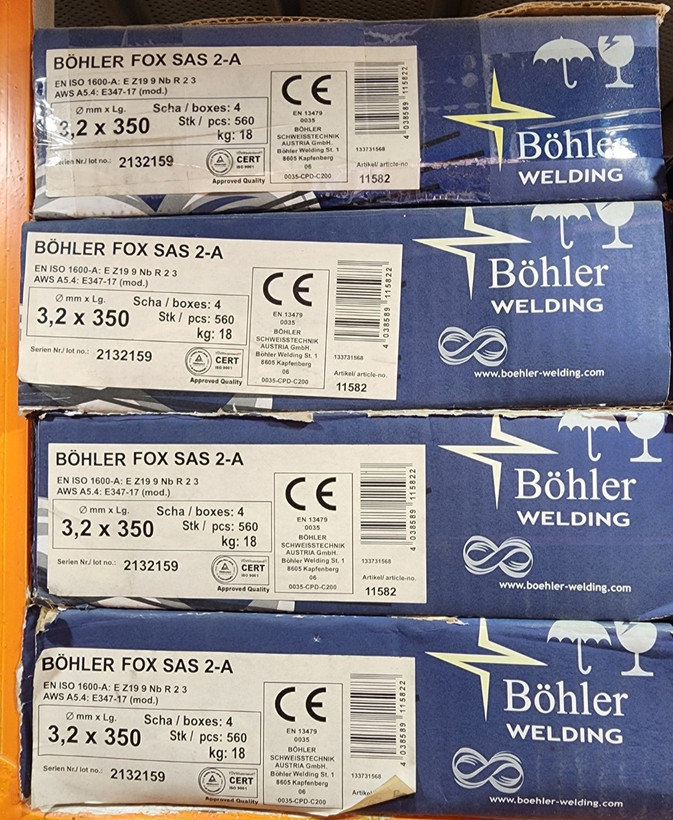 BÖHLER FOX SAS 2-A
EN ISO 1600-A: E Z19 9 Nb R 2 3
AWS A5.4: E347-17 (mod.)
Ø mm x Lg. Scha / boxes: 4
3,2 x 350 Stk / pcs: 560
kg: 18
Serien Nr./ lot no.: 2132159
CERT
ISO 9001
Approved Quality
CE
EN 13479
0035
BÖHLER
SCHWEISSTECHNIK
AUSTRIA GmbH.
Böhler Welding St. 1
8605 Kapfenberg
06
0035-CPD-C200
4 038589 115822
133731568
Artikel/ article-no.
11582
Böhler
WELDING
BÖHLER FOX SAS 2-A
EN ISO 1600-A: E Z19 9 Nb R 2 3
AWS A5.4: E347-17 (mod.)
Ø mm x Lg. Scha / boxes: 4
3,2 x 350 Stk / pcs: 560
kg: 18
Serien Nr./ lot no.: 2132159
CERT
ISO 9001
Approved Quality
CE
EN 13479
0035
BÖHLER
SCHWEISSTECHNIK
AUSTRIA GmbH.
Böhler Welding St. 1
8605 Kapfenberg
06
0035-CPD-C200
4 038589 115822
133731568
Artikel/ article-no.
11582
Böhler
WELDING
www.boehler-welding.com
BÖHLER FOX SAS 2-A
EN ISO 1600-A: E Z19 9 Nb R 2 3
AWS A5.4: E347-17 (mod.)
Ø mm x Lg. Scha / boxes: 4
3,2 x 350 Stk / pcs: 560
kg: 18
Serien Nr./ lot no.: 2132159
CERT
ISO 9001
Approved Quality
CE
EN 13479
0035
BÖHLER
SCHWEISSTECHNIK
AUSTRIA GmbH.
Böhler Welding St. 1
8605 Kapfenberg
06
0035-CPD-C200
4 038589 115822
133731568
Artikel/ article-no.
11582
Böhler
WELDING
www.boehler-welding.com
BÖHLER FOX SAS 2-A
EN ISO 1600-A: E Z19 9 Nb R 2 3
AWS A5.4: E347-17 (mod.)
Ø mm x Lg. Scha / boxes: 4
3,2 x 350 Stk / pcs: 560
kg: 18
Serien Nr./ lot no.: 2132159
CERT
ISO 9001
Approved Quality
CE
EN 13479
0035
BÖHLER
SCHWEISSTECHNIK
AUSTRIA GmbH.
Böhler Welding St. 1
8605 Kapfenberg
06
0035-CPD-C200
038589 115822
133731568
Böhler
WELDING
www.boehler-welding.com